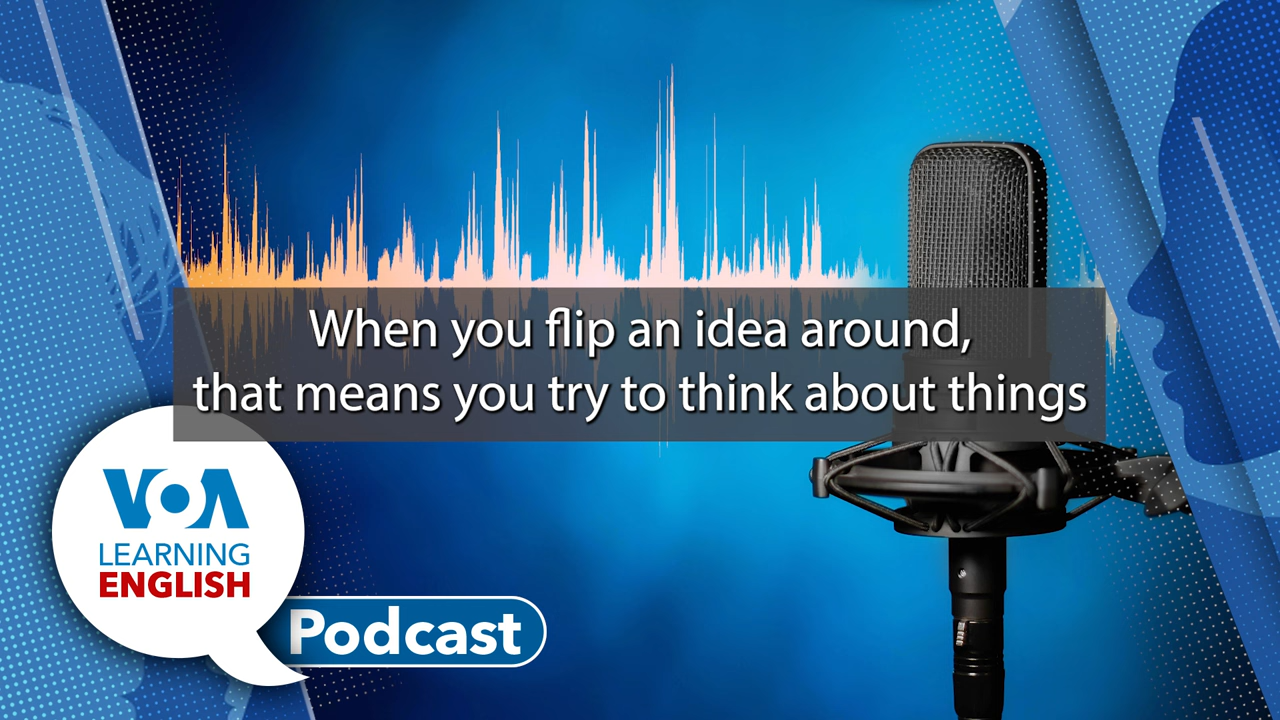 When you flip an idea around,
that means you try to think about things
VOA
LEARNING
ENGLISH
Podcast